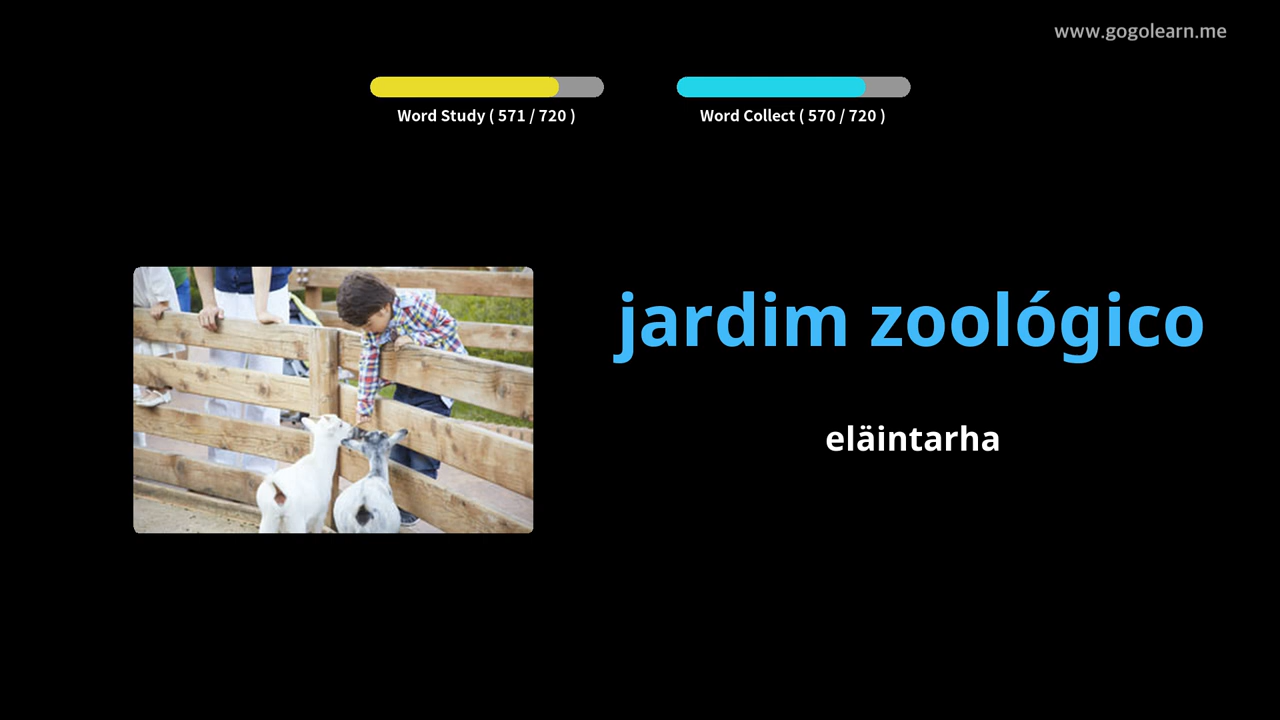 www.gogolearn.me
Word Study ( 571 / 720 )
Word Collect ( 570 / 720 )
jardim zoológico
eläintarha